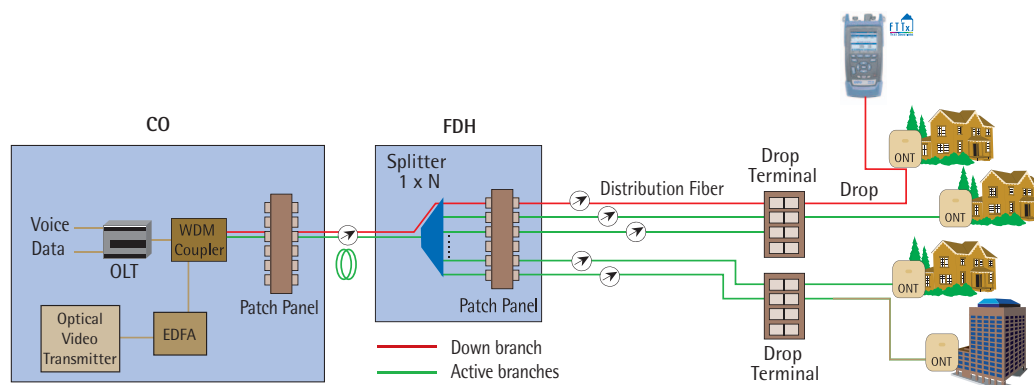 FTTx
CO
FDH
Splitter
1 x N
Drop
Terminal
Distribution Fiber
Drop
ONT
ONT
ONT
ONT
Voice
Data
OLT
WDM
Coupler
Patch Panel
EDFA
Optical
Video
Transmitter
Patch Panel
Drop
Terminal
Down branch
Active branches